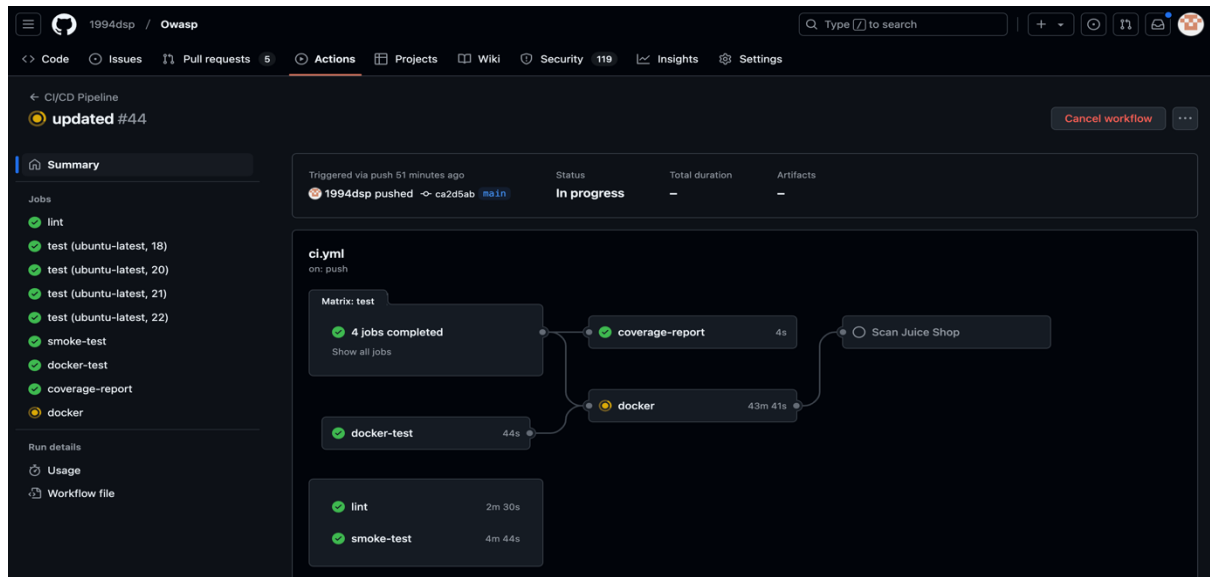 1994dsp / Owasp
Type / to search
Code Issues Pull requests 5 Actions Projects Wiki Security 119 Insights Settings
← CI/CD Pipeline
updated #44
Cancel workflow
Summary
Jobs
lint
test (ubuntu-latest, 18)
test (ubuntu-latest, 20)
test (ubuntu-latest, 21)
test (ubuntu-latest, 22)
smoke-test
docker-test
coverage-report
docker
Run details
Usage
Workflow file
Triggered via push 51 minutes ago
1994dsp pushed ca2d5ab main
Status
In progress
Total duration
–
Artifacts
–
ci.yml
on: push
Matrix: test
4 jobs completed
Show all jobs
coverage-report 4s
Scan Juice Shop
docker 43m 41s
docker-test 44s
lint 2m 30s
smoke-test 4m 44s